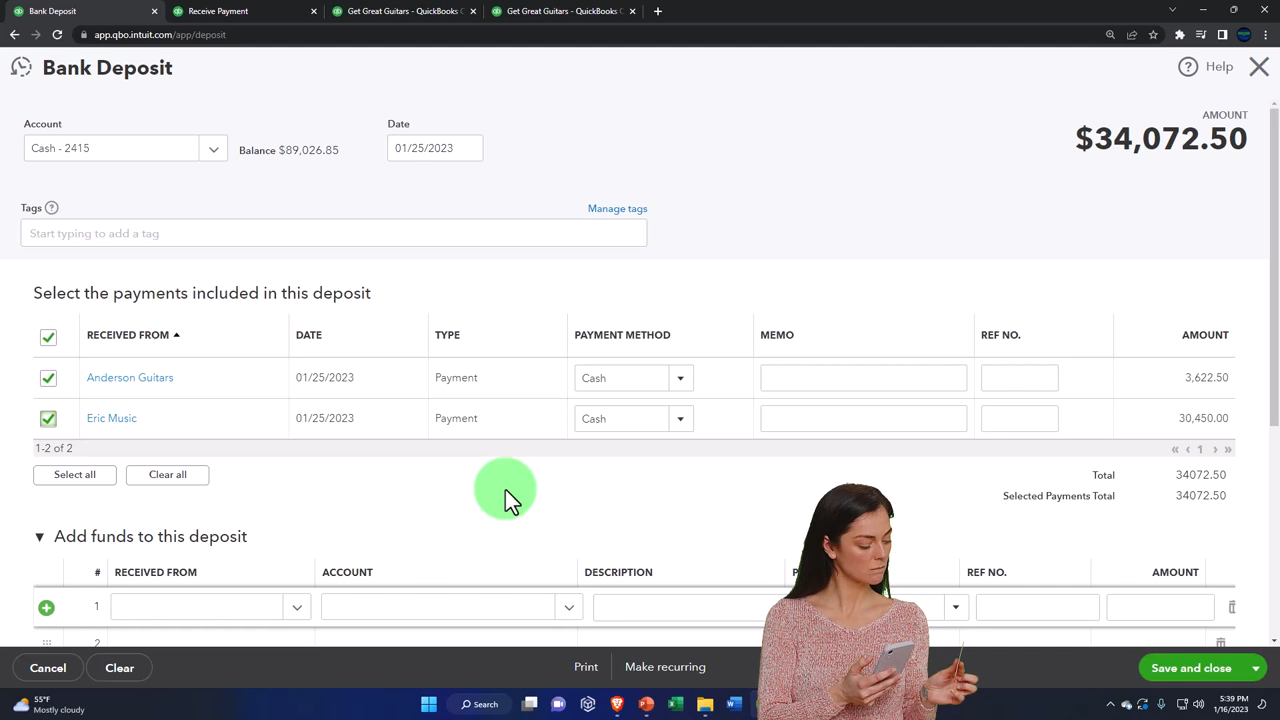 Bank Deposit
Receive Payment
Get Great Guitars - QuickBooks C
Get Great Guitars - QuickBooks C
app.qbo.intuit.com/app/deposit
Bank Deposit
Help
Account
Date
AMOUNT
Cash - 2415
Balance $89,026.85
01/25/2023
$34,072.50
Tags
Manage tags
Start typing to add a tag
Select the payments included in this deposit
RECEIVED FROM DATE TYPE PAYMENT METHOD MEMO REF NO. AMOUNT
Anderson Guitars 01/25/2023 Payment Cash 3,622.50
Eric Music 01/25/2023 Payment Cash 30,450.00
1-2 of 2
« ‹ 1 › »
Select all Clear all
Total 34072.50
Selected Payments Total 34072.50
Add funds to this deposit
# RECEIVED FROM ACCOUNT DESCRIPTION REF NO. AMOUNT
1
2
Cancel Clear Print Make recurring Save and close
55°F
Mostly cloudy
Search
5:39 PM
1/16/2023